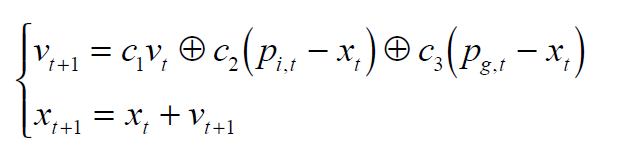 v_{t+1} = c_1 v_t ⊕ c_2 ( p_{i,t} − x_t ) ⊕ c_3 ( p_{g,t} − x_t )
x_{t+1} = x_t + v_{t+1}